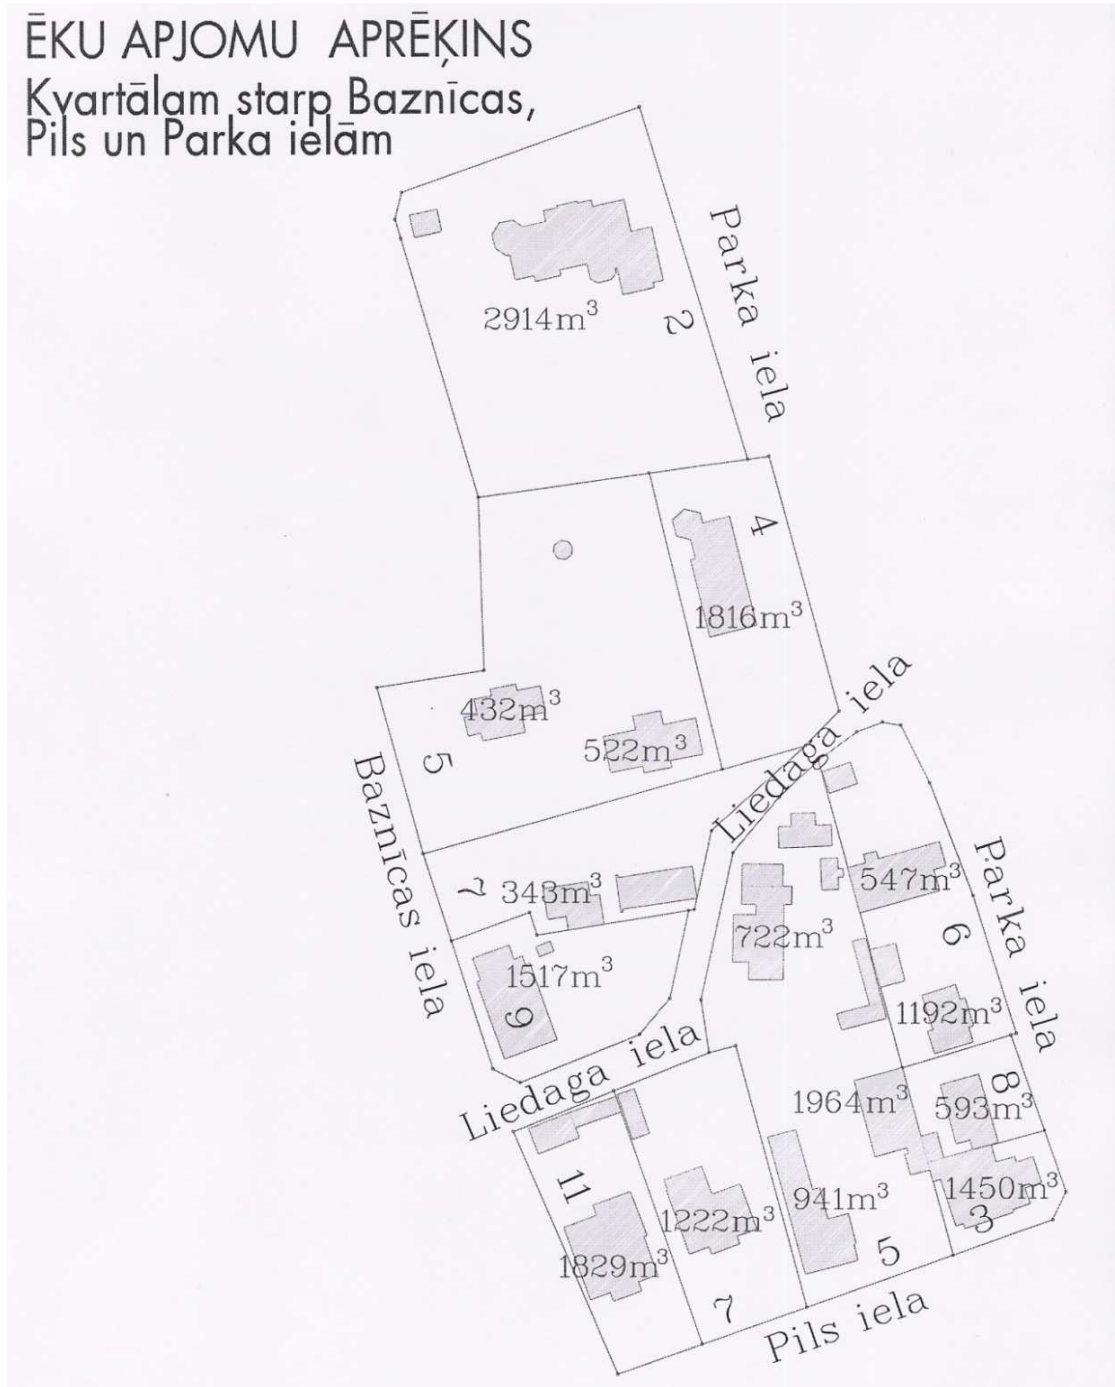 ĒKU APJOMU APRĒĶINS
Kvartālam starp Baznīcas,
Pils un Parka ielām
Parka iela
2914m³
2
4
1816m³
432m³
522m³
5
Liedaga iela
Baznīcas iela
7
343m³
547m³
Parka iela
722m³
6
1517m³
9
1192m³
Liedaga iela
1964m³
593m³
8
11
941m³
1450m³
3
1222m³
5
1829m³
7
Pils iela